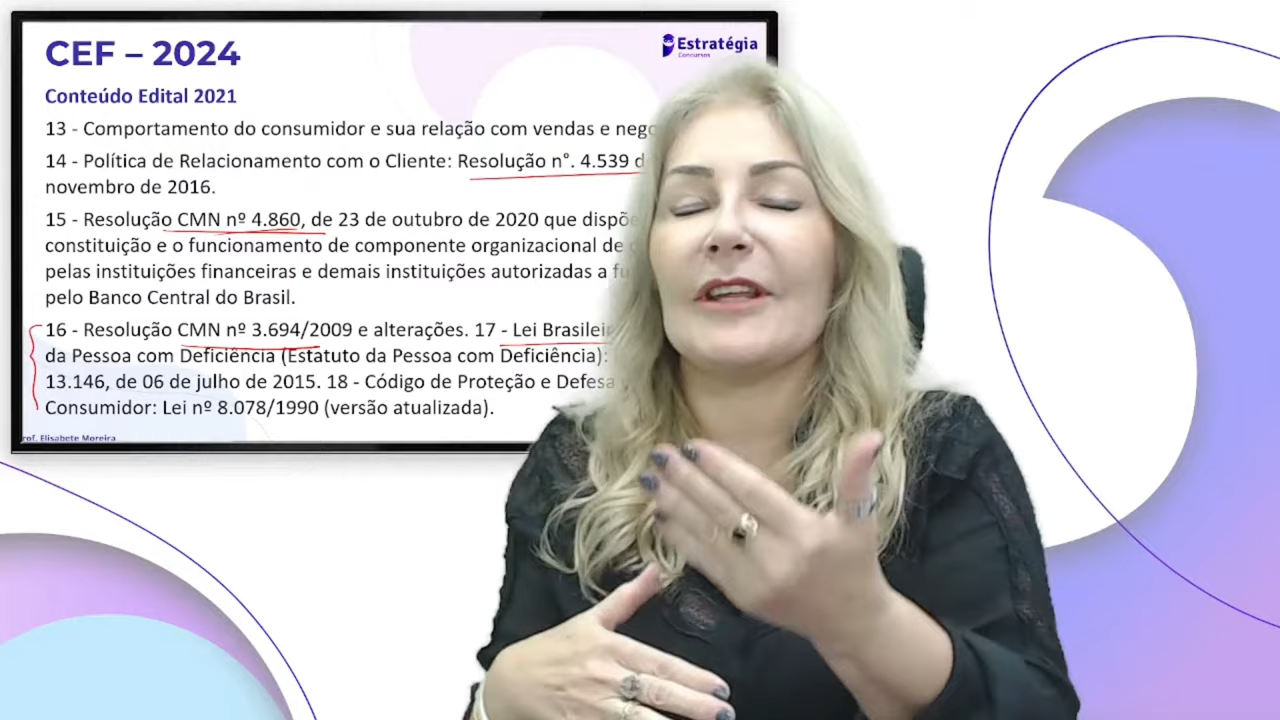 CEF – 2024
Estratégia
Concursos
Conteúdo Edital 2021
13 - Comportamento do consumidor e sua relação com vendas e nego
14 - Política de Relacionamento com o Cliente: Resolução n°. 4.539 d
novembro de 2016.
15 - Resolução CMN nº 4.860, de 23 de outubro de 2020 que dispõe
constituição e o funcionamento de componente organizacional de
pelas instituições financeiras e demais instituições autorizadas a fu
pelo Banco Central do Brasil.
16 - Resolução CMN nº 3.694/2009 e alterações. 17 - Lei Brasileir
da Pessoa com Deficiência (Estatuto da Pessoa com Deficiência):
13.146, de 06 de julho de 2015. 18 - Código de Proteção e Defesa
Consumidor: Lei nº 8.078/1990 (versão atualizada).
rof. Elisabete Moreira